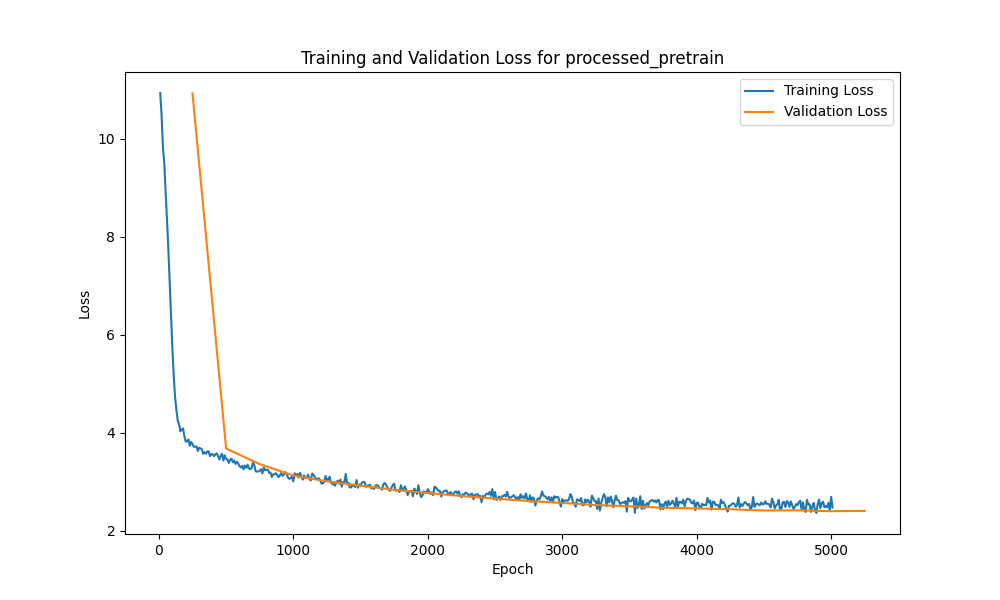 Training and Validation Loss for processed_pretrain
Training Loss
Validation Loss
10
8
6
4
2
Loss
0 1000 2000 3000 4000 5000
Epoch